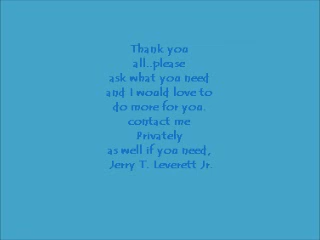 Thank you
all..please
ask what you need
and I would love to
do more for you.
contact me
Privately
as well if you need,
Jerry T. Leverett Jr.